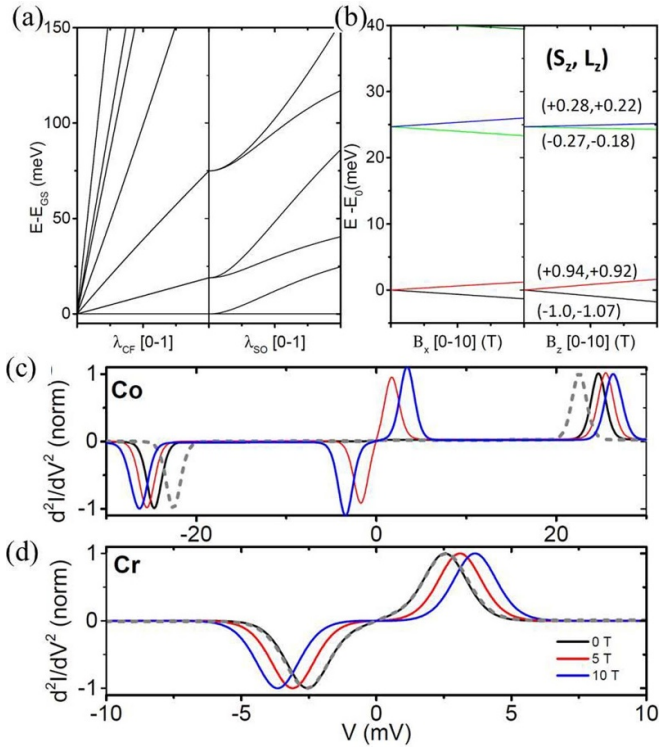 (a)
(b)
150
100
50
0
E-E_GS (meV)
λ_CF [0-1]
λ_SO [0-1]
40
30
20
10
0
E -E_0(meV)
(S_z, L_z)
(+0.28,+0.22)
(-0.27,-0.18)
(+0.94,+0.92)
(-1.0,-1.07)
B_x [0-10] (T)
B_z [0-10] (T)
(c)
Co
1
0
-1
d²I/dV² (norm)
-20
0
20
(d)
Cr
1
0
-1
d²I/dV² (norm)
0 T
5 T
10 T
-10
-5
0
5
10
V (mV)